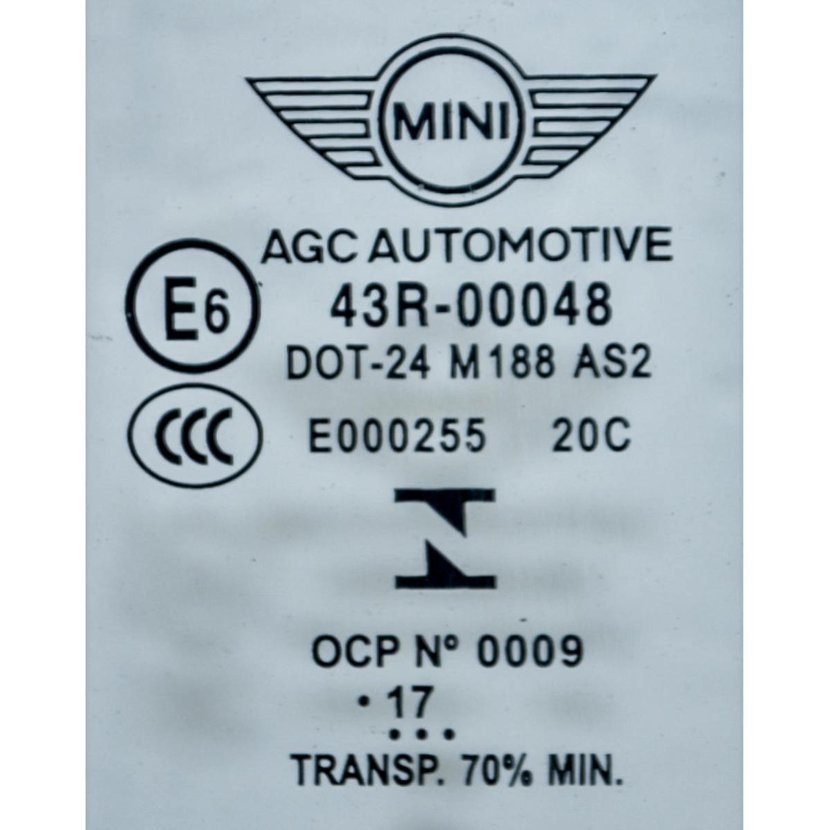 MINI
AGC AUTOMOTIVE
E6
43R-00048
DOT-24 M188 AS2
CCC
E000255 20C
OCP Nº 0009
•17
•••
TRANSP. 70% MIN.